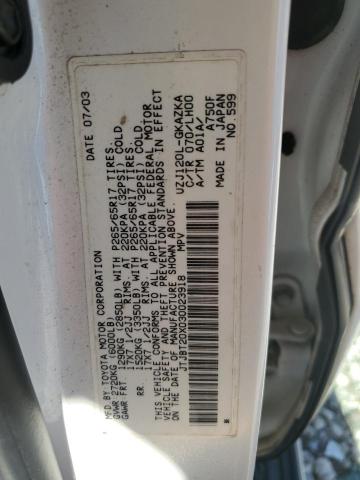 MFD BY TOYOTA MOTOR CORPORATION DATE 07/03
GVWR 2720KG (6000LB)
GAWR FRT 1290KG (2850LB) WITH P265/65R17 TIRES,
17X7 1/2JJ RIMS, AT 220KPA (32PSI) COLD
RR 1520KG (3350LB) WITH P265/65R17 TIRES,
17X7 1/2JJ RIMS, AT 220KPA (32PSI) COLD
THIS VEHICLE CONFORMS TO ALL APPLICABLE FEDERAL MOTOR
VEHICLE SAFETY AND THEFT PREVENTION STANDARDS IN EFFECT
ON THE DATE OF MANUFACTURE SHOWN ABOVE.
JTJBT20X030023918 MPV
UZJ120L-GKAZKA
C/TR 070/LH00
A/TM A01A/
A750F
MADE IN JAPAN
NO.599